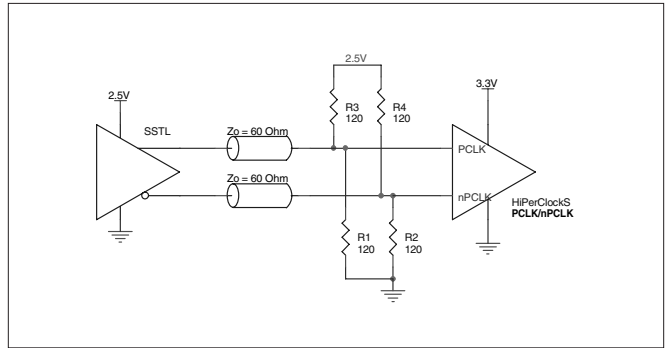 2.5V
2.5V
3.3V
R3
120
R4
120
SSTL
Zo = 60 Ohm
PCLK
Zo = 60 Ohm
nPCLK
HiPerClockS
PCLK/nPCLK
R1
120
R2
120